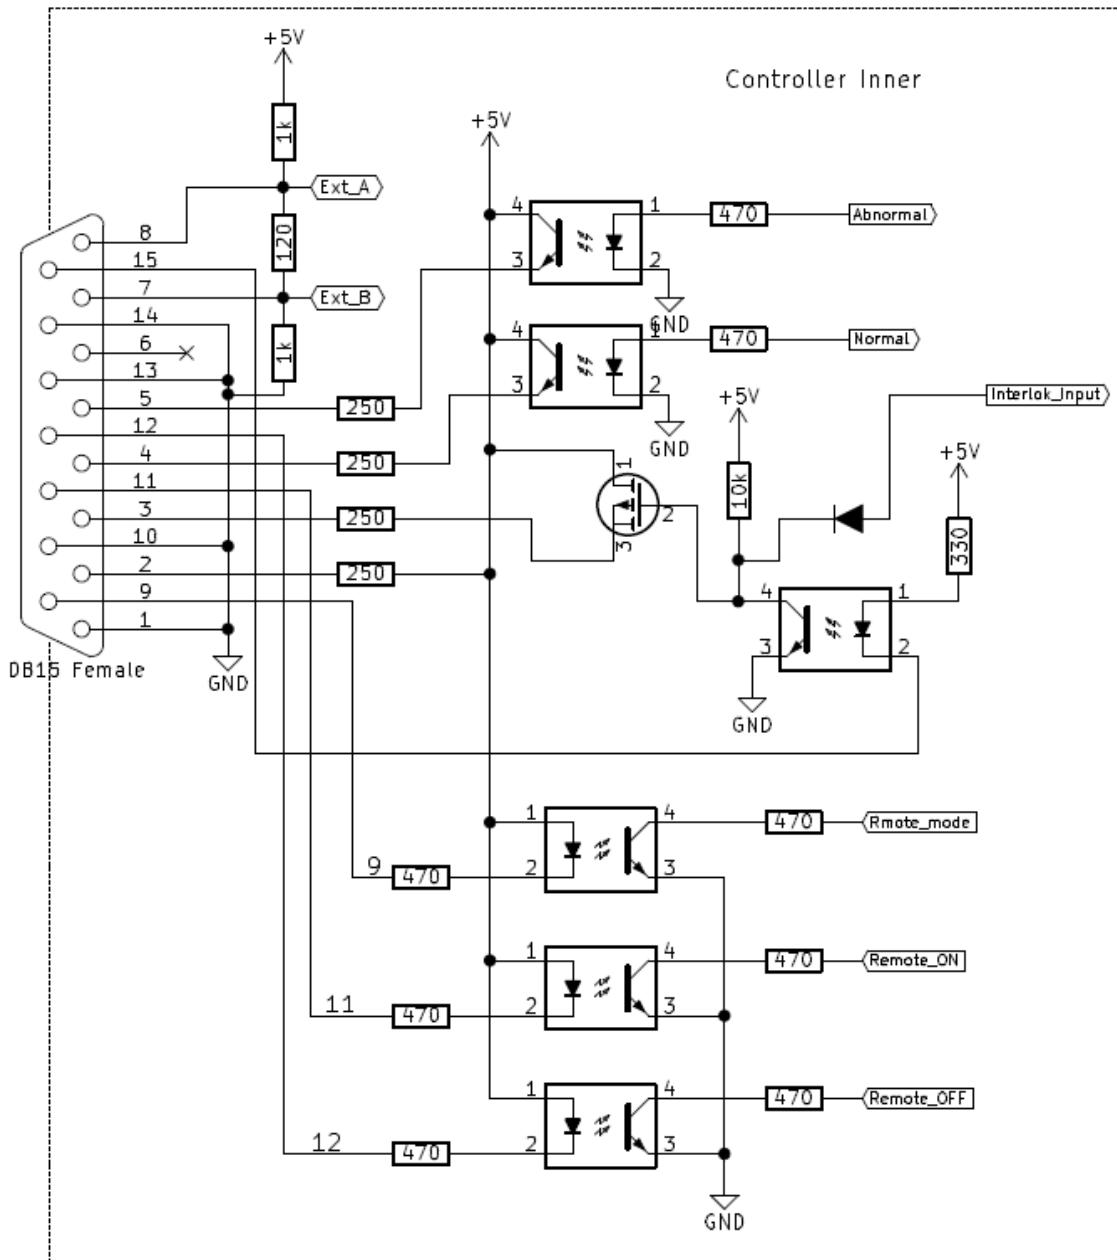 +5V
Controller Inner
1k
+5V
Ext_A
8
4
1
470
Abnormal
120
15
3
2
7
Ext_B
14
GND
4
1
470
Normal
6
1k
13
3
2
+5V
Interlok_Input
5
250
12
GND
+5V
4
250
1
10k
11
3
250
2
330
10
3
2
250
9
4
1
1
3
2
DB15 Female
GND
GND
1
4
470
Rmote_mode
9
470
2
3
1
4
470
Remote_ON
11
470
2
3
1
4
470
Remote_OFF
12
470
2
3
GND